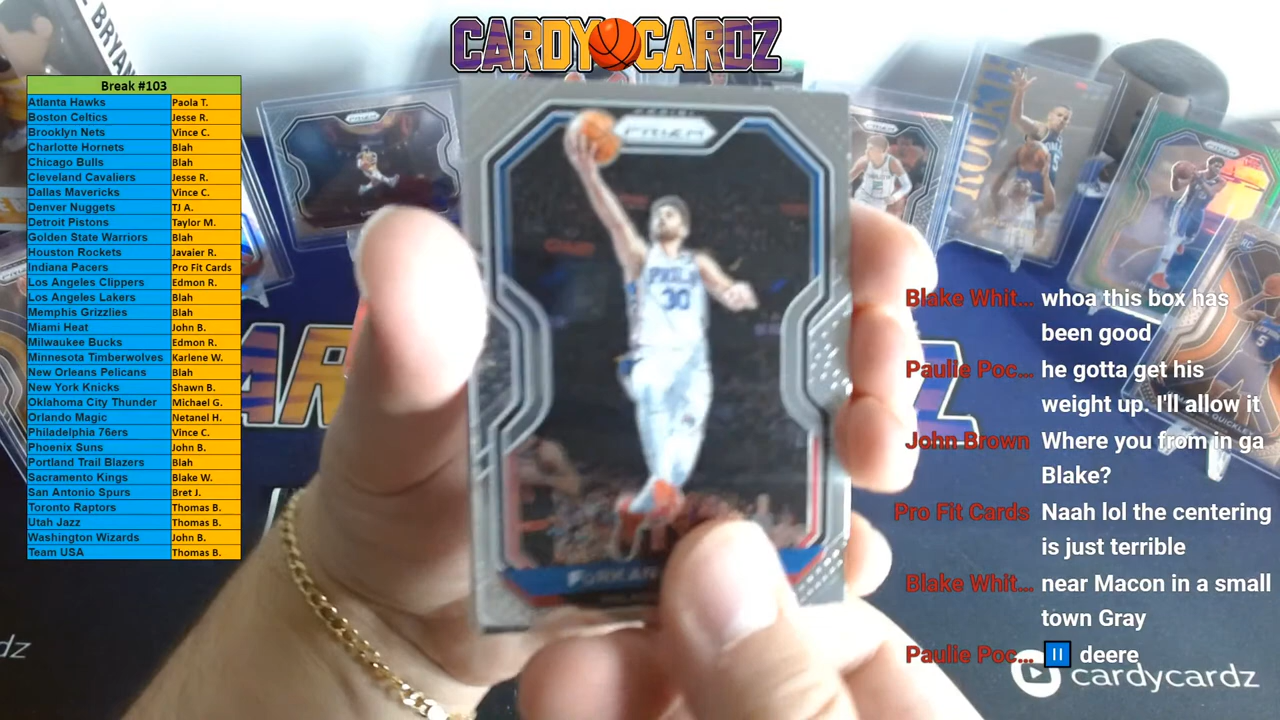 CARDY CARDZ
BRYAN
Break #103
Atlanta Hawks Paola T.
Boston Celtics Jesse R.
Brooklyn Nets Vince C.
Charlotte Hornets Blah
Chicago Bulls Blah
Cleveland Cavaliers Jesse R.
Dallas Mavericks Vince C.
Denver Nuggets TJ A.
Detroit Pistons Taylor M.
Golden State Warriors Blah
Houston Rockets Javaier R.
Indiana Pacers Pro Fit Cards
Los Angeles Clippers Edmon R.
Los Angeles Lakers Blah
Memphis Grizzlies Blah
Miami Heat John B.
Milwaukee Bucks Edmon R.
Minnesota Timberwolves Karlene W.
New Orleans Pelicans Blah
New York Knicks Shawn B.
Oklahoma City Thunder Michael G.
Orlando Magic Netanel H.
Philadelphia 76ers Vince C.
Phoenix Suns John B.
Portland Trail Blazers Blah
Sacramento Kings Blake W.
San Antonio Spurs Bret J.
Toronto Raptors Thomas B.
Utah Jazz Thomas B.
Washington Wizards John B.
Team USA Thomas B.
PANINI
PRIZM
PHILA
30
FURKAN
ROOKIE
RC
QUICKLEY
Blake Whit... whoa this box has
been good
Paulie Poc... he gotta get his
weight up. I'll allow it
John Brown Where you from in ga
Blake?
Pro Fit Cards Naah lol the centering
is just terrible
Blake Whit... near Macon in a small
town Gray
Paulie Poc... ⏸ deere
cardycardz